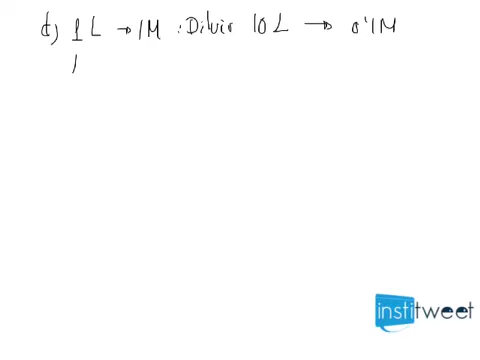 d) 1 L → 1M : Diluir 10 L → 0'1M
1
institweet